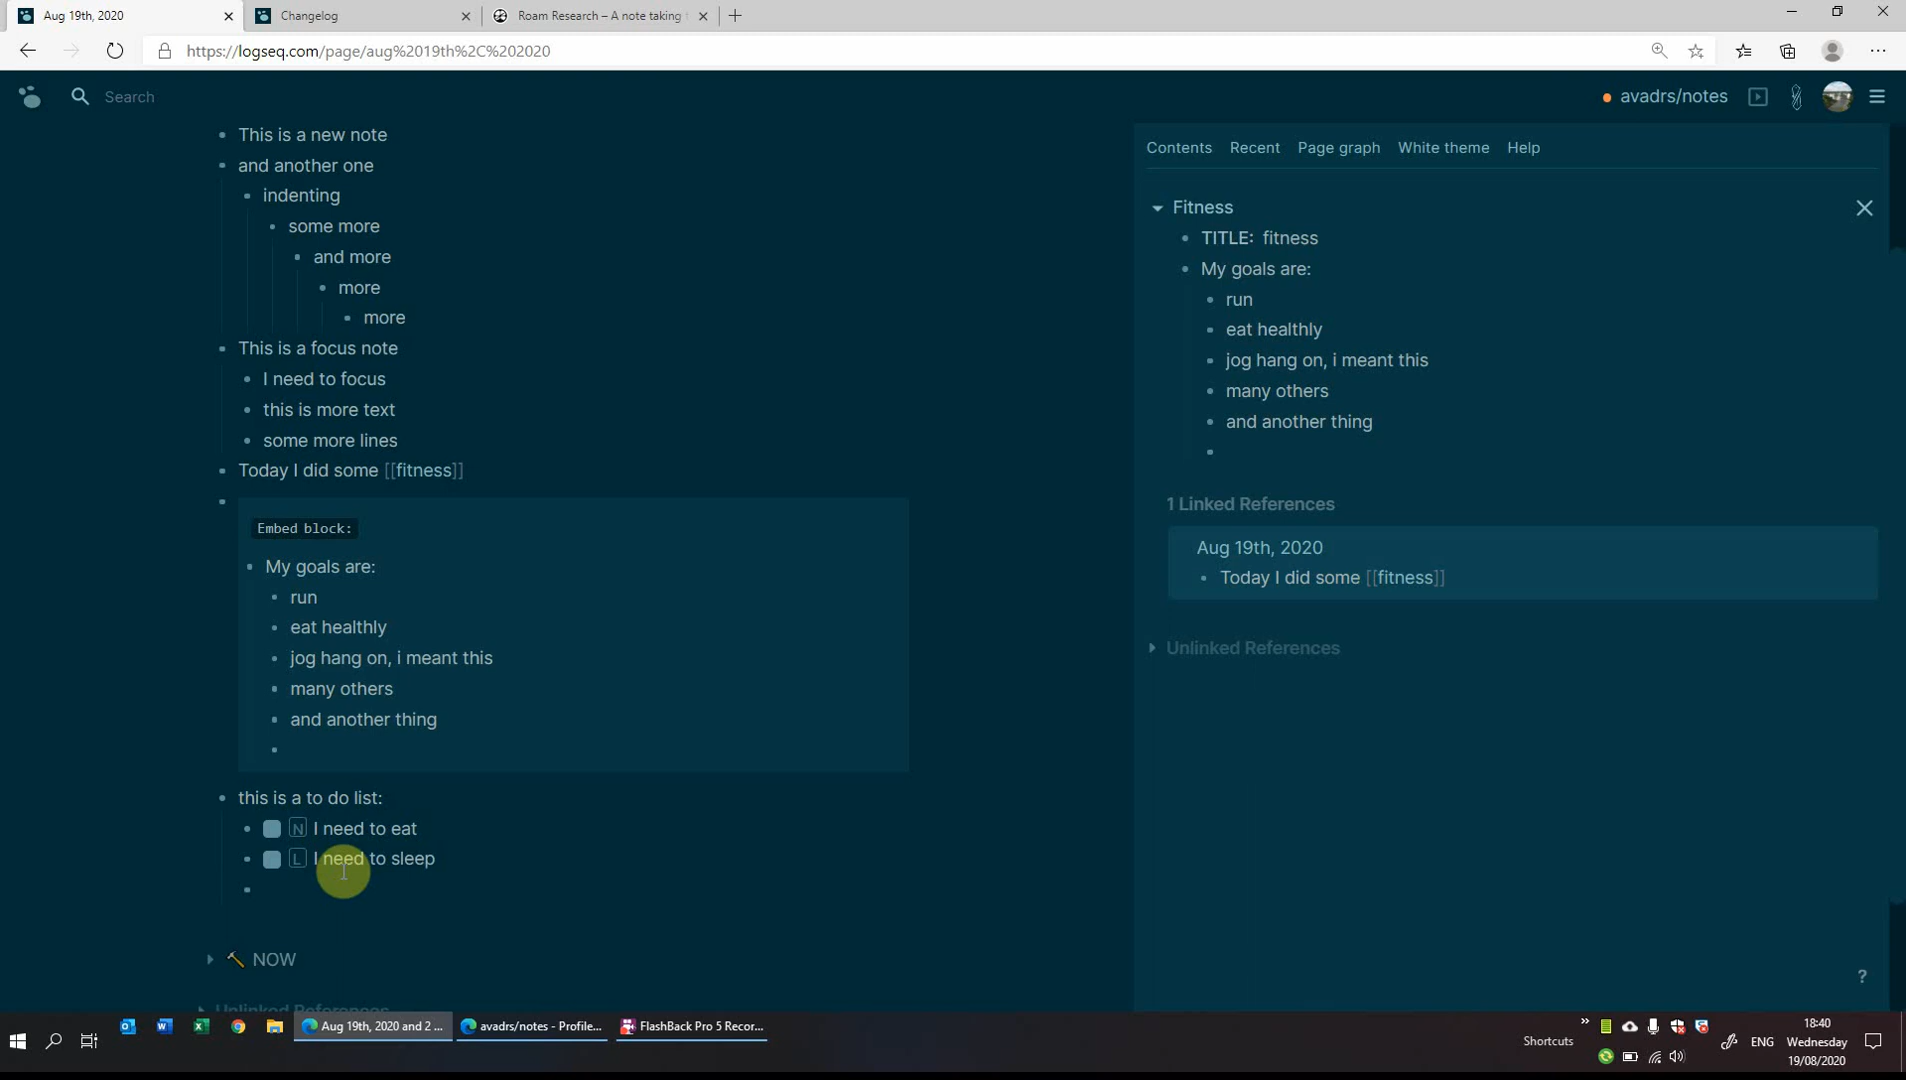 Aug 19th, 2020
Changelog
Roam Research – A note taking
https://logseq.com/page/aug%2019th%2C%202020
Search
avadrs/notes
This is a new note
and another one
indenting
some more
and more
more
more
This is a focus note
I need to focus
this is more text
some more lines
Today I did some [[fitness]]
Embed block:
My goals are:
run
eat healthly
jog hang on, i meant this
many others
and another thing
this is a to do list:
N I need to eat
L I need to sleep
NOW
Unlinked References
Contents Recent Page graph White theme Help
Fitness
TITLE: fitness
My goals are:
run
eat healthly
jog hang on, i meant this
many others
and another thing
1 Linked References
Aug 19th, 2020
Today I did some [[fitness]]
Unlinked References
?
Aug 19th, 2020 and 2 ...
avadrs/notes - Profile...
FlashBack Pro 5 Recor...
Shortcuts
ENG
18:40
Wednesday
19/08/2020